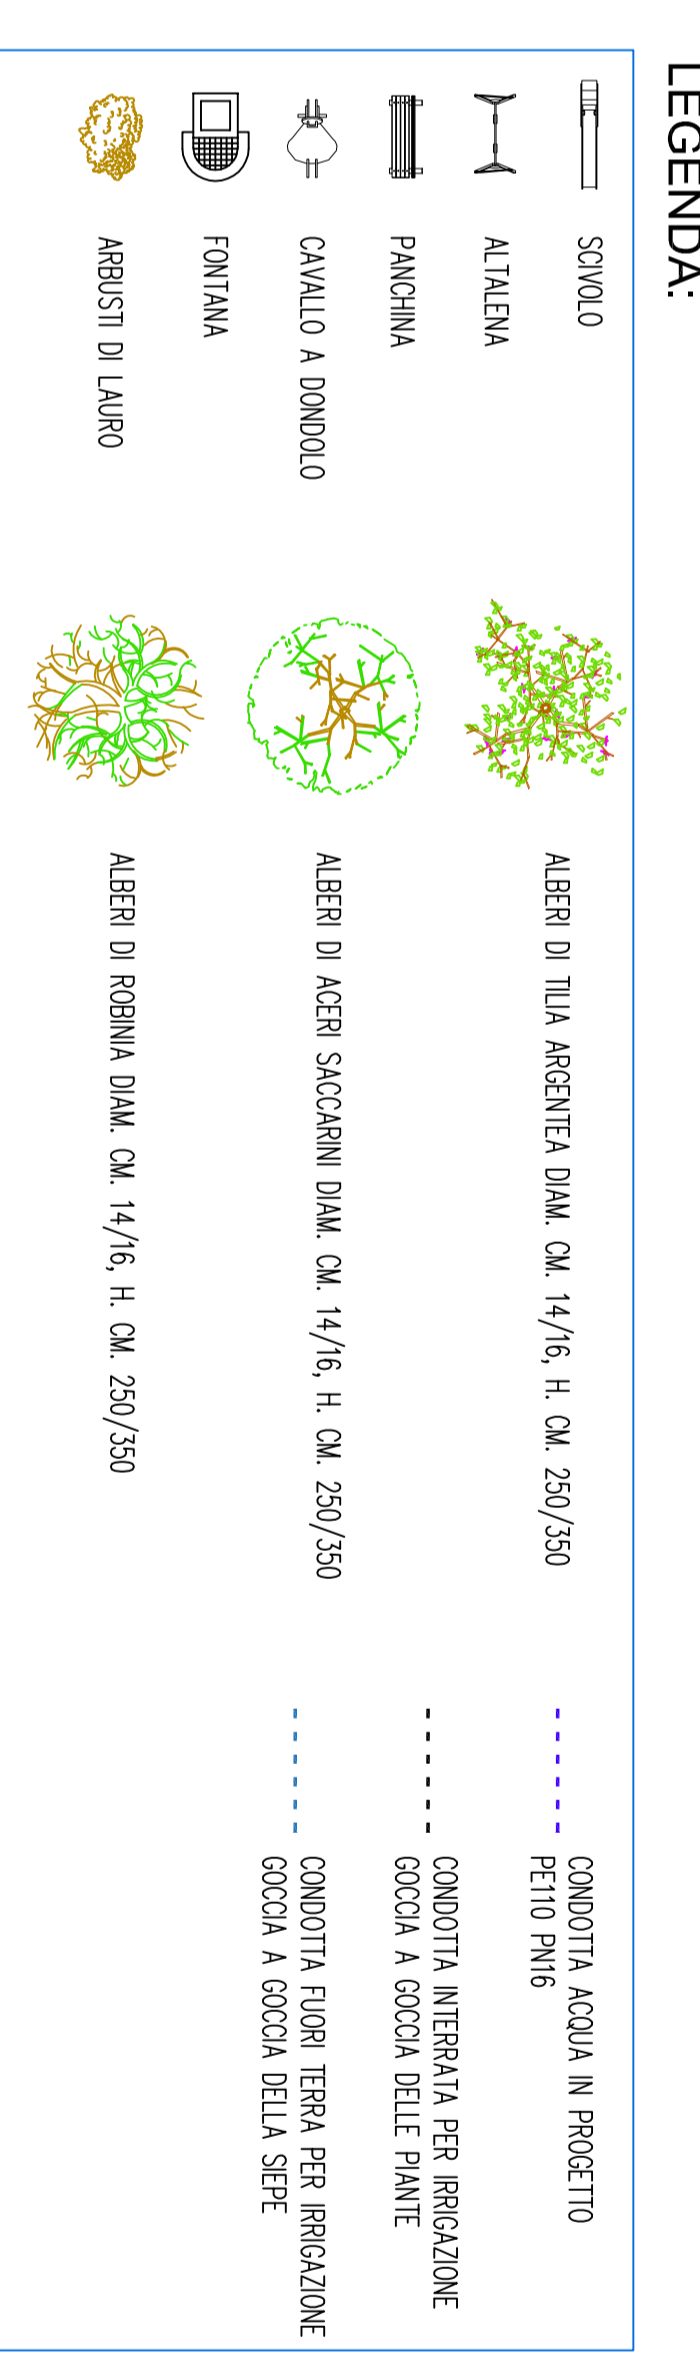 LEGENDA:
SCIVOLO
ALTALENA
PANCHINA
CAVALLO A DONDOLO
FONTANA
ARBUSTI DI LAURO
ALBERI DI TILIA ARGENTEA DIAM. CM. 14/16, H. CM. 250/350
ALBERI DI ACERI SACCARINI DIAM. CM. 14/16, H. CM. 250/350
ALBERI DI ROBINIA DIAM. CM. 14/16, H. CM. 250/350
CONDOTTA ACQUA IN PROGETTO
PE110 PN16
CONDOTTA INTERRATA PER IRRIGAZIONE
GOCCIA A GOCCIA DELLE PIANTE
CONDOTTA FUORI TERRA PER IRRIGAZIONE
GOCCIA A GOCCIA DELLA SIEPE